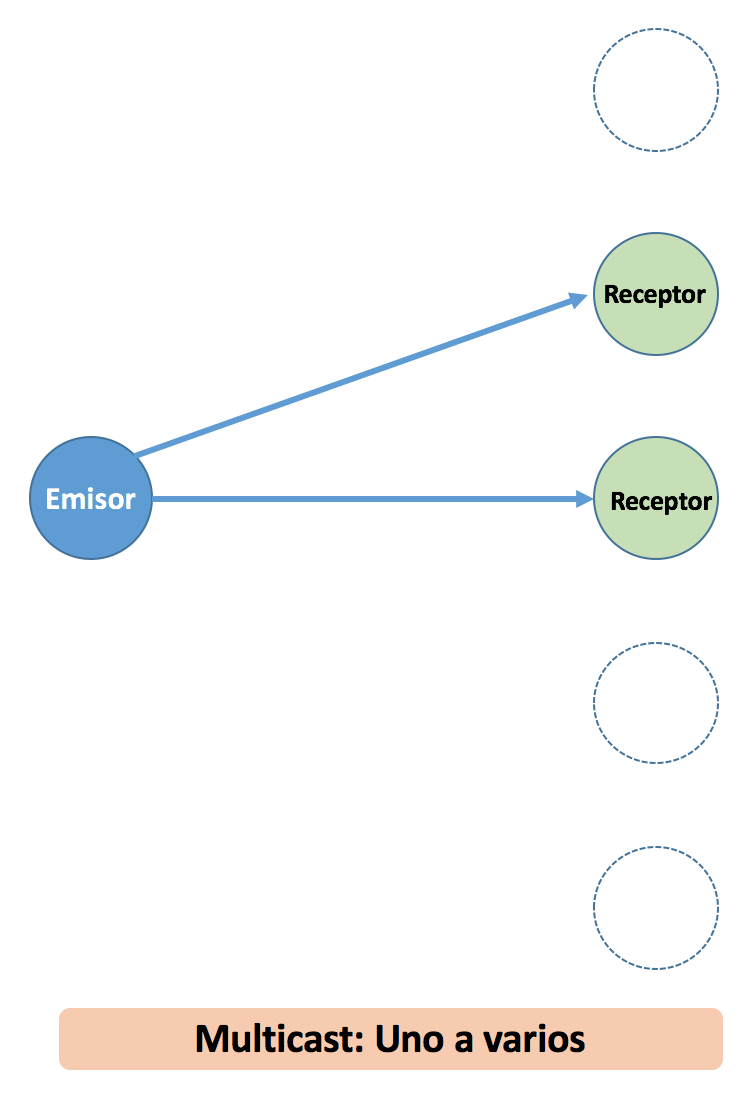 Receptor
Emisor
Receptor
Multicast: Uno a varios